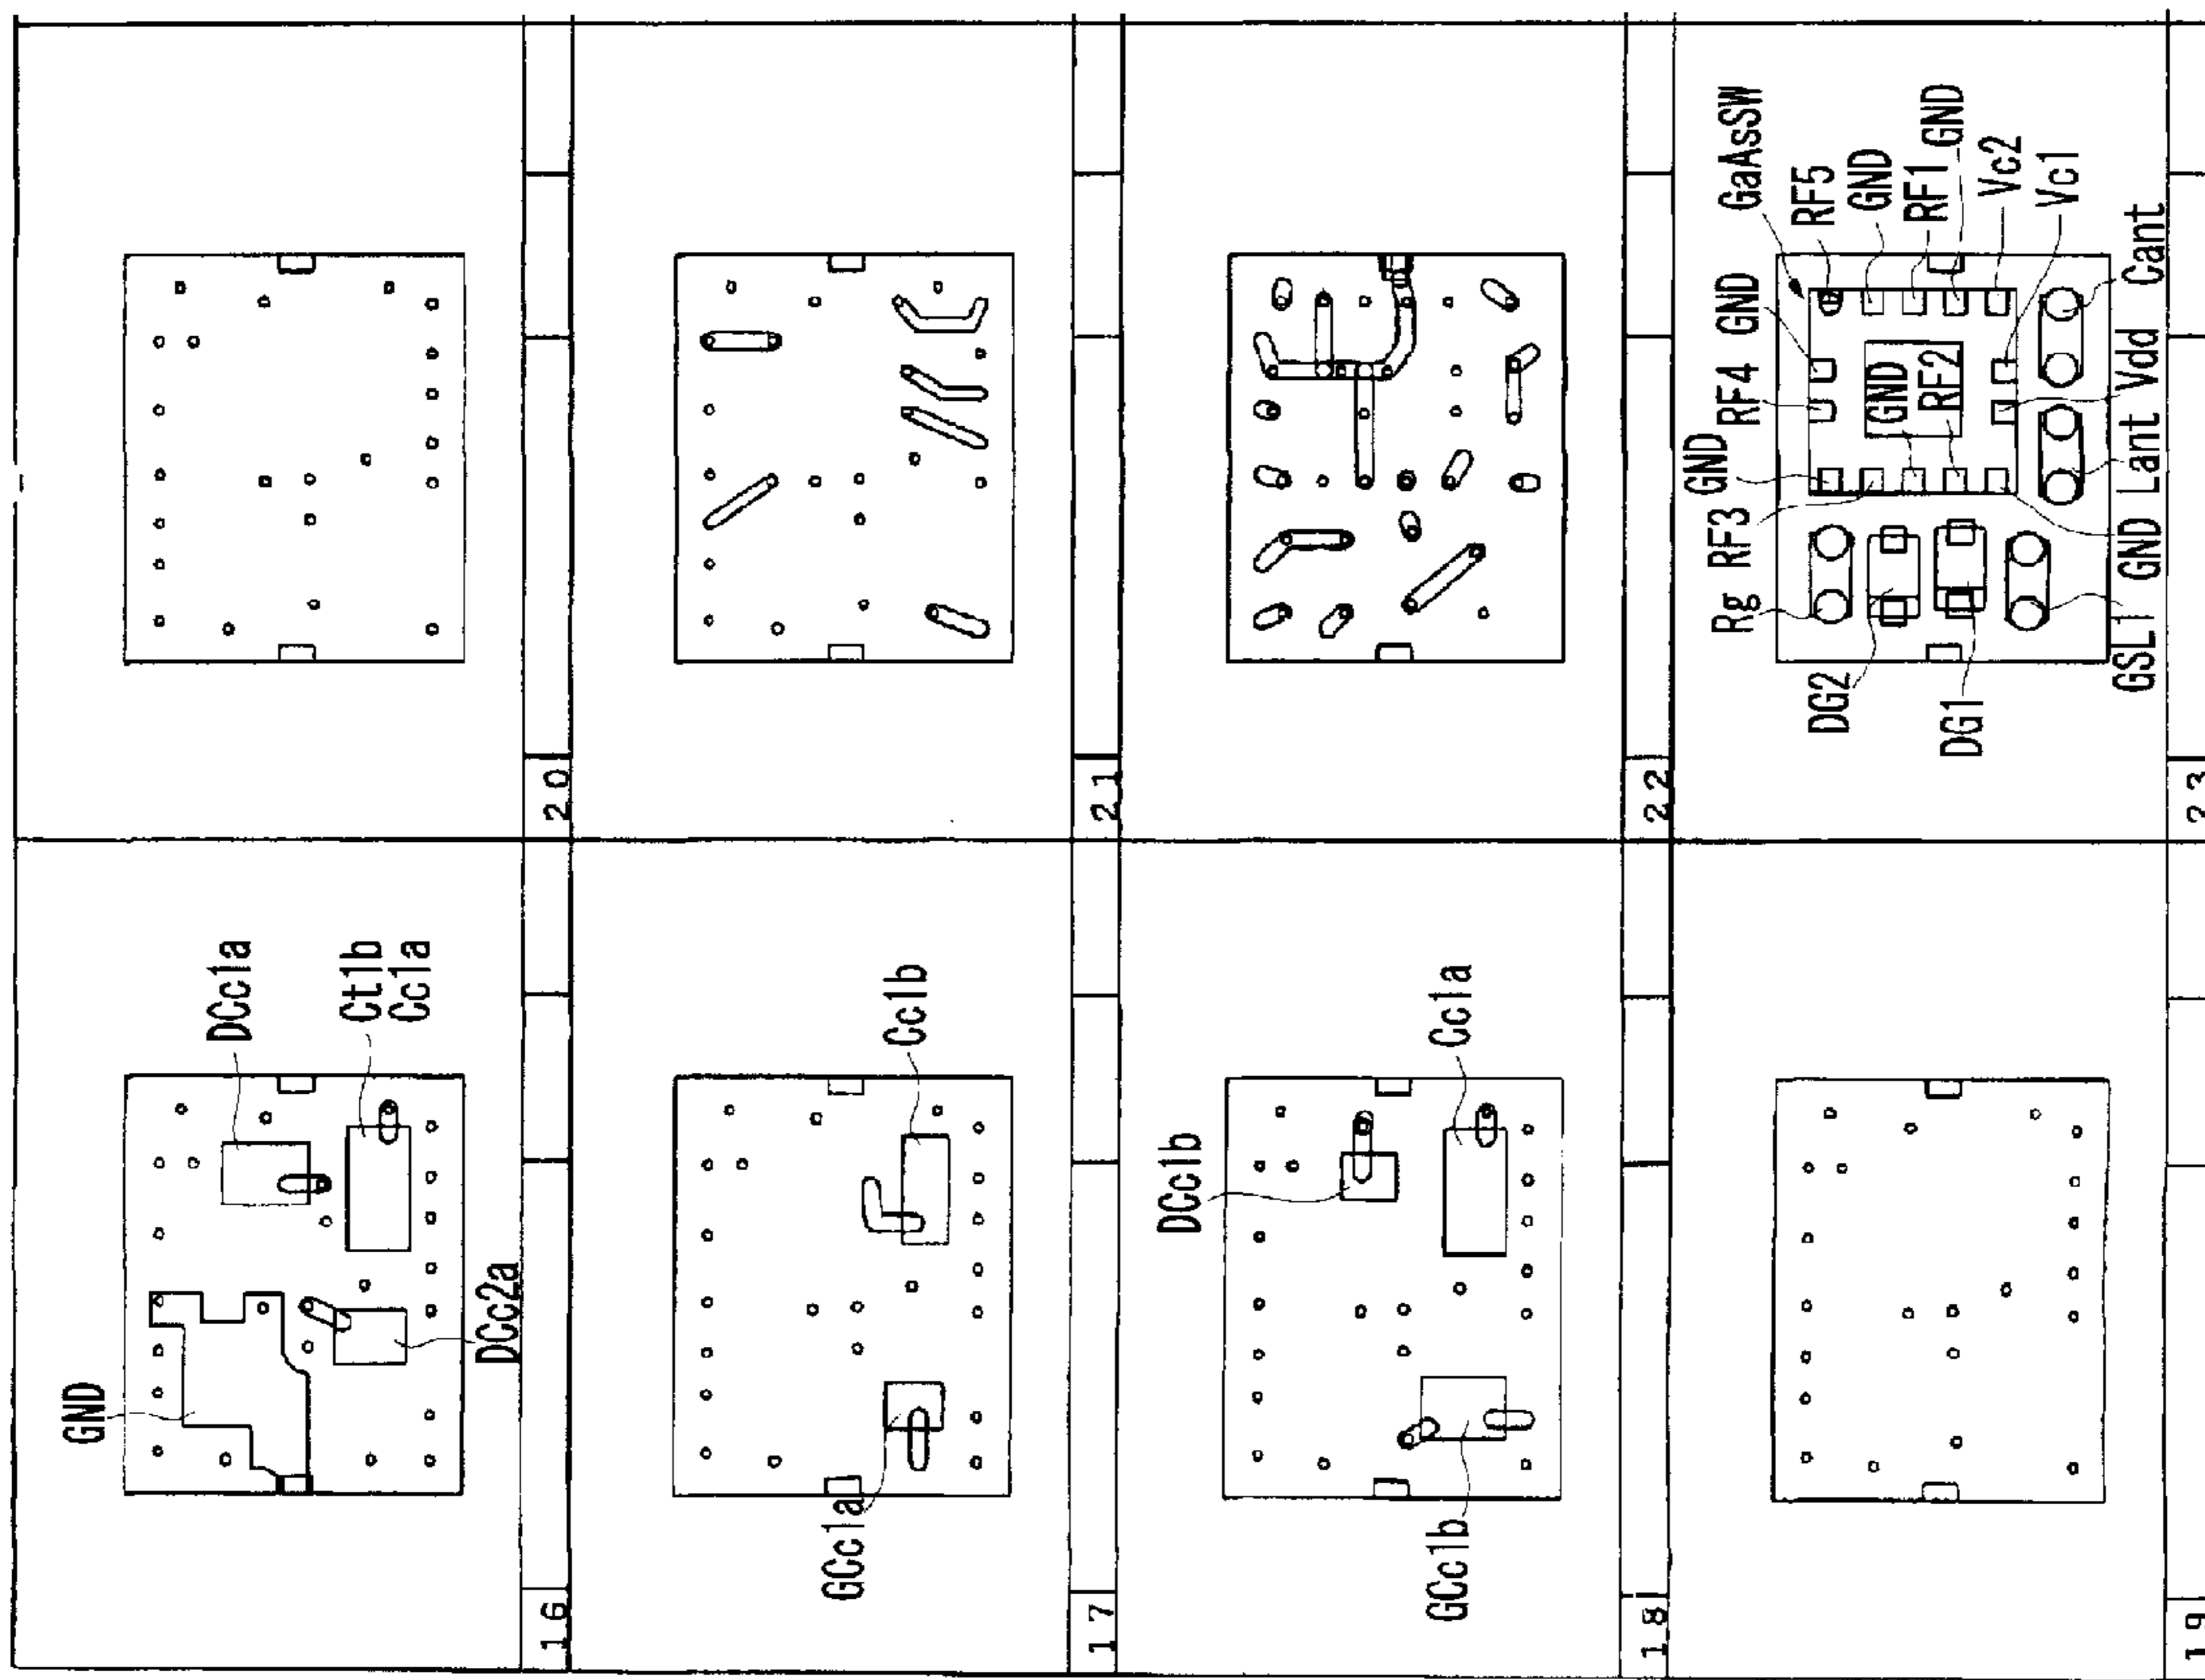 GND
DCc1a
Ct1b
Cc1a
DCc2a
16
GCc1a
Cc1b
17
DCc1b
GCc1b
Cc1a
18
19
20
21
22
GND
Rg RF3 RF4 GND GaAsSW
RF5
DG2
GND
GND
RF1
RF2
GND
DG1
Vc2
Vc1
GSL1 GND Lant Vdd Cant
23